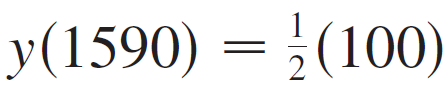 y(1590) = ½(100)